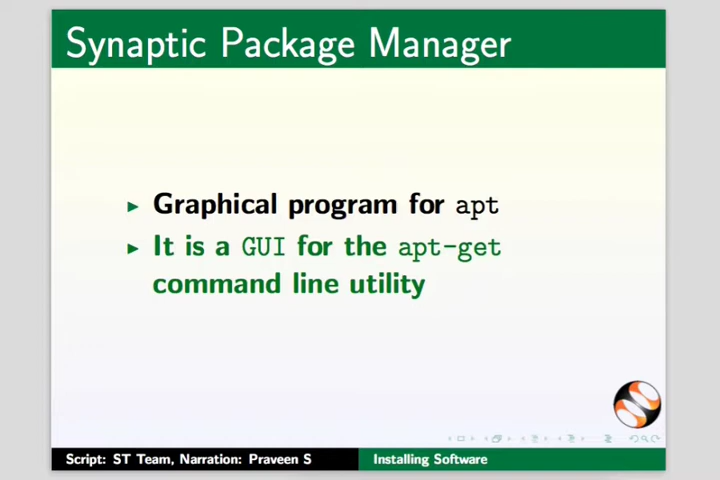 Synaptic Package Manager
Graphical program for apt
It is a GUI for the apt-get
command line utility
Script: ST Team, Narration: Praveen S
Installing Software